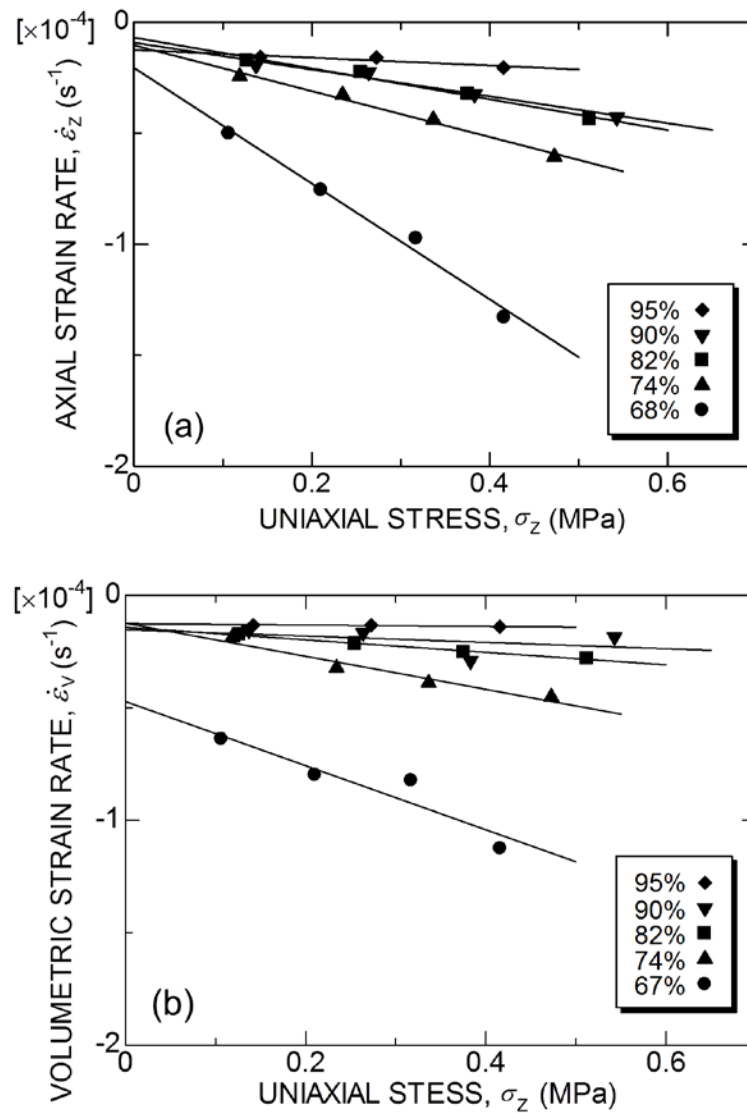 [×10⁻⁴] 0
-1
-2
AXIAL STRAIN RATE, ε̇Z (s⁻¹)
(a)
95%
90%
82%
74%
68%
0 0.2 0.4 0.6
UNIAXIAL STRESS, σZ (MPa)
[×10⁻⁴] 0
-1
-2
VOLUMETRIC STRAIN RATE, ε̇V (s⁻¹)
(b)
95%
90%
82%
74%
67%
0 0.2 0.4 0.6
UNIAXIAL STESS, σZ (MPa)